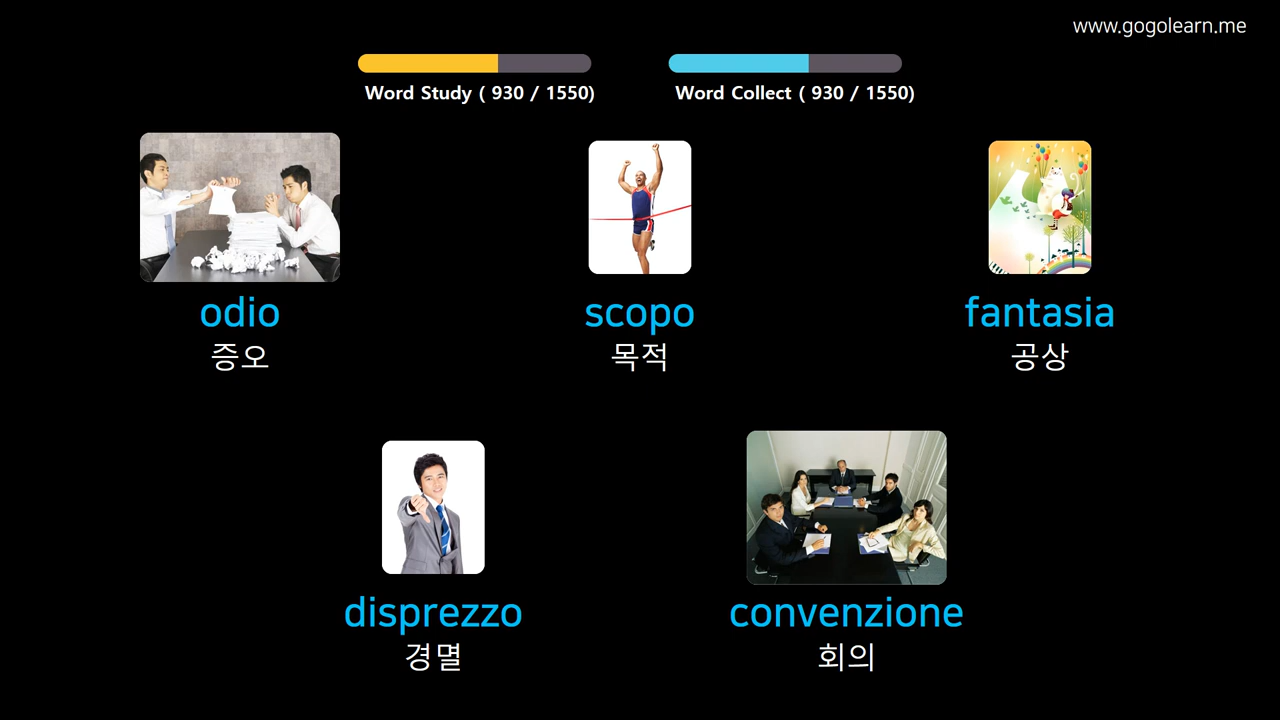 www.gogolearn.me
Word Study ( 930 / 1550)
Word Collect ( 930 / 1550)
odio
증오
scopo
목적
fantasia
공상
disprezzo
경멸
convenzione
회의